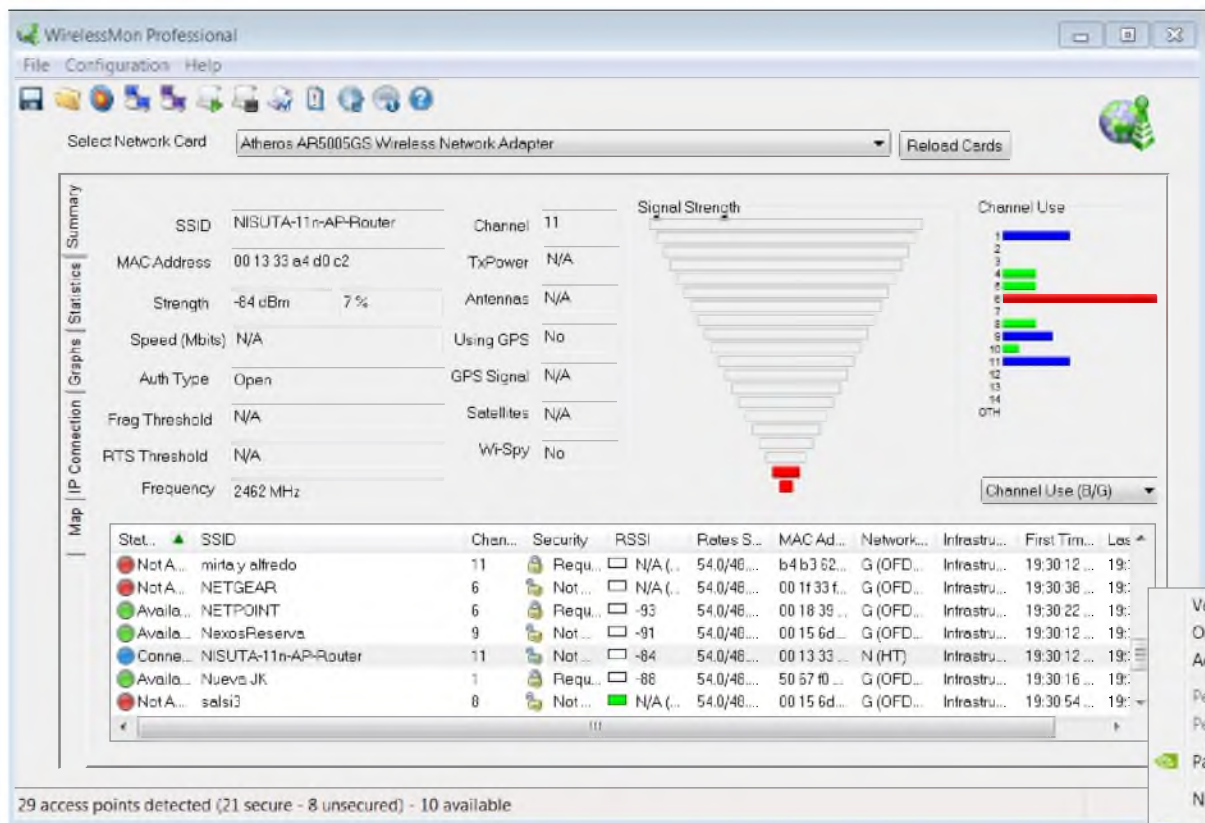 WirelessMon Professional
File Configuration Help
Select Network Card Atheros AR5005GS Wireless Network Adapter Reload Cards
Summary
Statistics
Graphs
IP Connection
Map
SSID NISUTA-11n-AP-Router
MAC Address 00 13 33 a4 d0 c2
Strength -84 dBm 7 %
Speed (Mbits) N/A
Auth Type Open
Frag Threshold N/A
RTS Threshold N/A
Frequency 2462 MHz
Channel 11
TxPower N/A
Antennas N/A
Using GPS No
GPS Signal N/A
Satellites N/A
Wi-Spy No
Signal Strength
Channel Use
1
2
3
4
5
6
7
8
9
10
11
12
13
14
OTH
Channel Use (B/G)
Stat... SSID Chan... Security RSSI Rates S... MAC Ad... Network... Infrastru... First Tim... Las
Not A... mirta y alfredo 11 Requ... N/A (... 54.0/48.... b4 b3 62... G (OFD... Infrastru... 19:30:12 ... 19:
Not A... NETGEAR 6 Not ... N/A (... 54.0/48.... 00 1f 33 f... G (OFD... Infrastru... 19:30:36 ... 19:
Availa... NETPOINT 6 Requ... -93 54.0/48.... 00 18 39 ... G (OFD... Infrastru... 19:30:22 ... 19:
Availa... NexosReserva 9 Not ... -91 54.0/48.... 00 15 6d... G (OFD... Infrastru... 19:30:12 ... 19:
Conne... NISUTA-11n-AP-Router 11 Not ... -84 54.0/48.... 00 13 33 ... N (HT) Infrastru... 19:30:12 ... 19:
Availa... Nueva JK 1 Requ... -88 54.0/48.... 50 67 f0 ... G (OFD... Infrastru... 19:30:16 ... 19:
Not A... salsi3 8 Not ... N/A (... 54.0/48.... 00 15 6d... G (OFD... Infrastru... 19:30:54 ... 19:
29 access points detected (21 secure - 8 unsecured) - 10 available